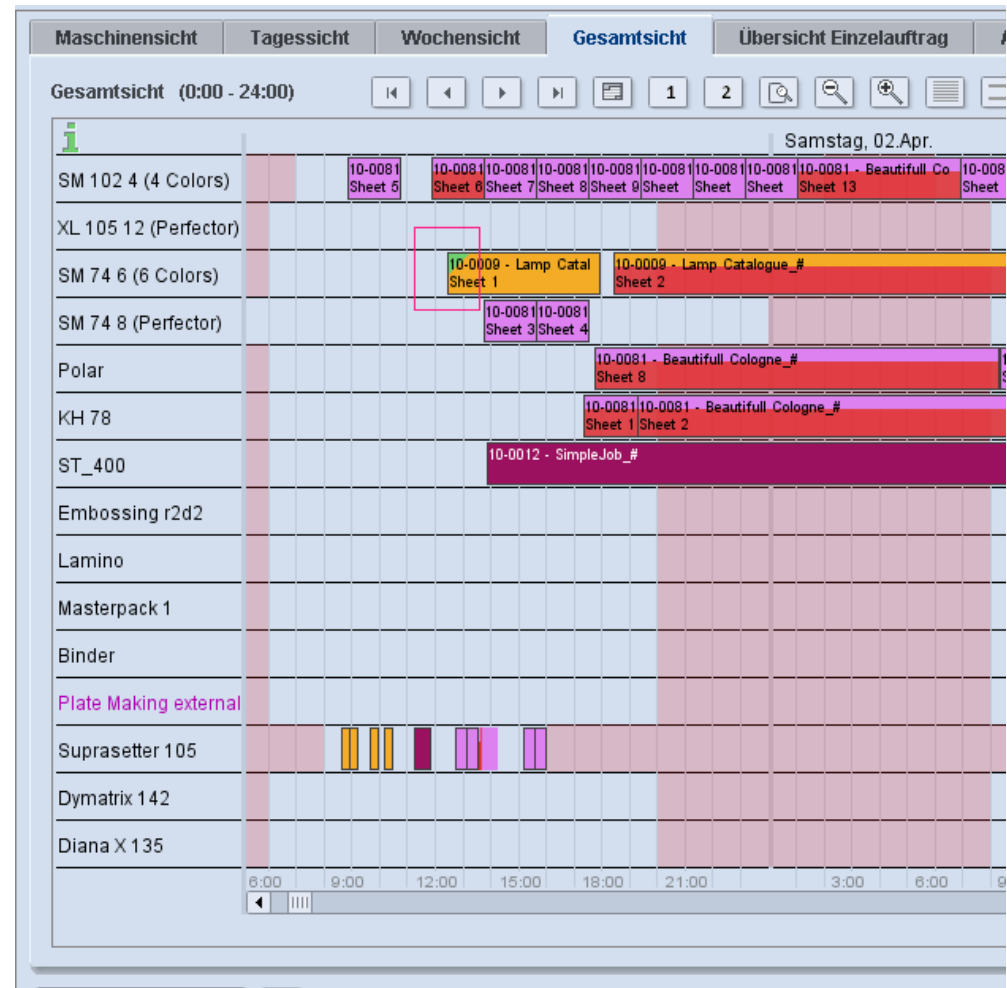 Maschinensicht Tagessicht Wochensicht Gesamtsicht Übersicht Einzelauftrag
Gesamtsicht (0:00 - 24:00) 1 2
Samstag, 02.Apr.
SM 102 4 (4 Colors)
10-0081 10-0081 10-0081 10-0081 10-0081 10-0081 10-0081 10-0081 10-0081 - Beautifull Co 10-008
Sheet 5 Sheet 6 Sheet 7 Sheet 8 Sheet 9 Sheet Sheet Sheet Sheet 13 Sheet
XL 105 12 (Perfector)
SM 74 6 (6 Colors)
10-0009 - Lamp Catal 10-0009 - Lamp Catalogue_#
Sheet 1 Sheet 2
SM 74 8 (Perfector)
10-0081 10-0081
Sheet 3 Sheet 4
Polar
10-0081 - Beautifull Cologne_#
Sheet 8
KH 78
10-0081 10-0081 - Beautifull Cologne_#
Sheet 1 Sheet 2
ST_400
10-0012 - SimpleJob_#
Embossing r2d2
Lamino
Masterpack 1
Binder
Plate Making external
Suprasetter 105
Dymatrix 142
Diana X 135
6:00 9:00 12:00 15:00 18:00 21:00 3:00 6:00